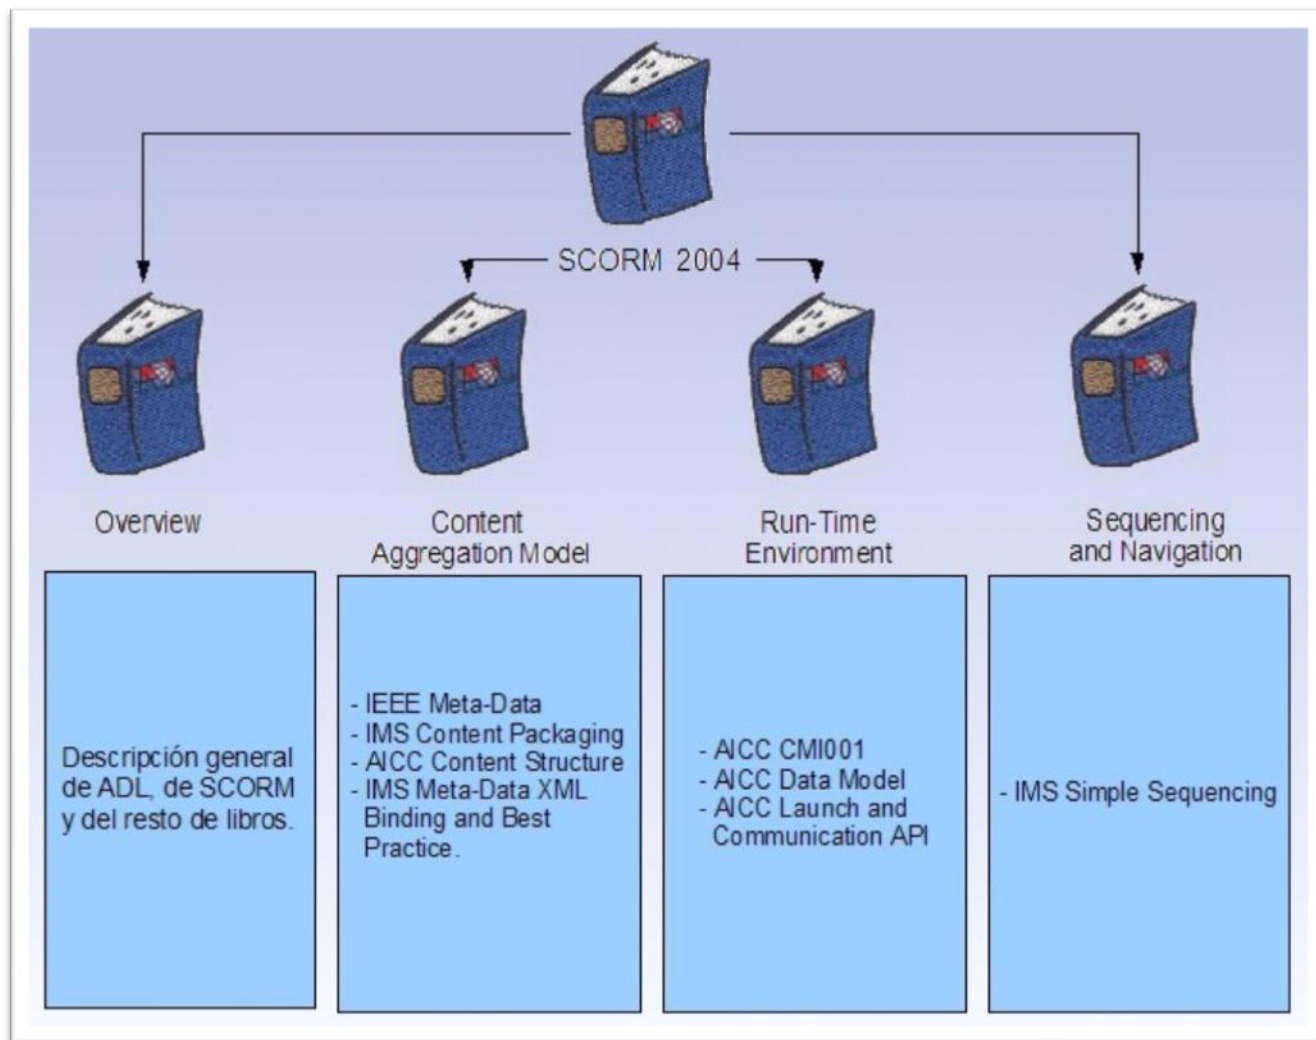 SCORM 2004
Overview
Content
Aggregation Model
Run-Time
Environment
Sequencing
and Navigation
Descripción general
de ADL, de SCORM
y del resto de libros.
- IEEE Meta-Data
- IMS Content Packaging
- AICC Content Structure
- IMS Meta-Data XML
Binding and Best
Practice.
- AICC CMI001
- AICC Data Model
- AICC Launch and
Communication API
- IMS Simple Sequencing